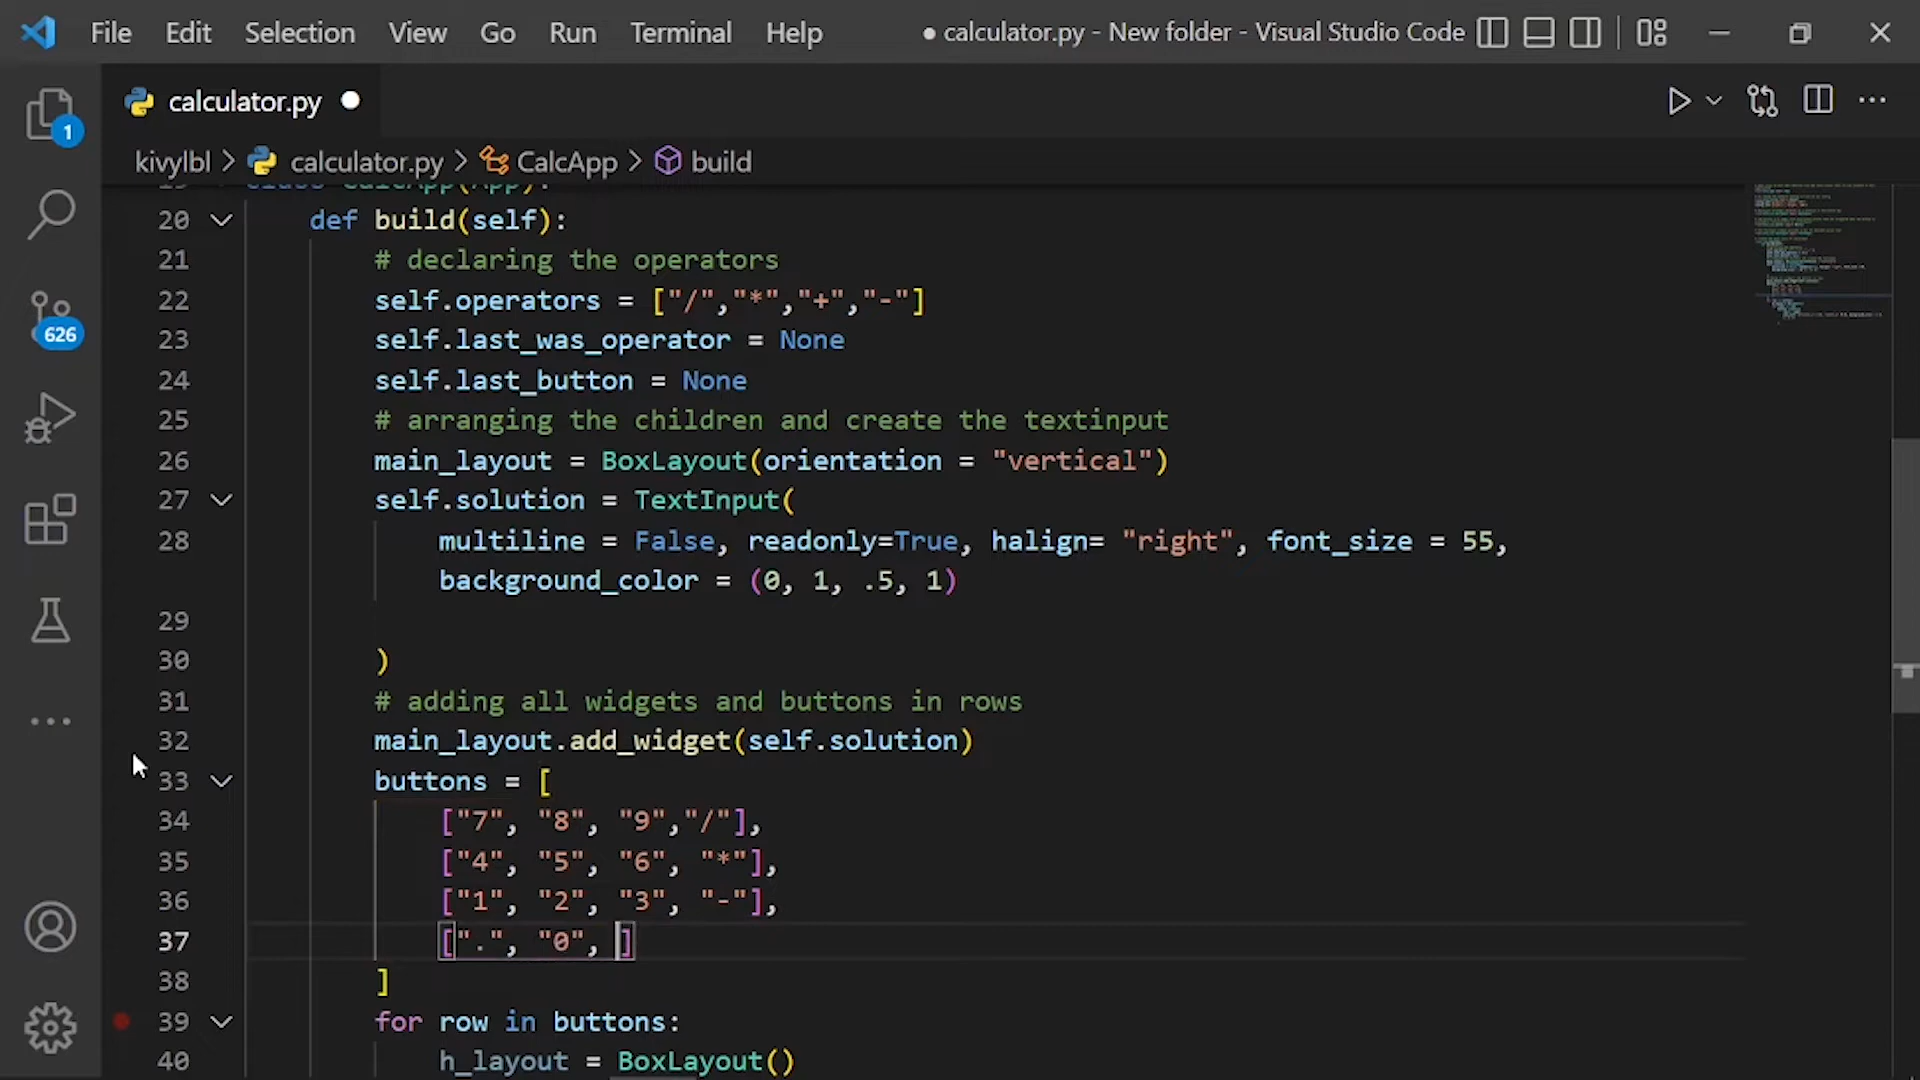 File Edit Selection View Go Run Terminal Help ● calculator.py - New folder - Visual Studio Code
1
calculator.py
kivylbl > calculator.py > CalcApp > build
19 class CalcApp(App):
20 def build(self):
21 # declaring the operators
22 self.operators = ["/","*","+","-"]
626
23 self.last_was_operator = None
24 self.last_button = None
25 # arranging the children and create the textinput
26 main_layout = BoxLayout(orientation = "vertical")
27 self.solution = TextInput(
28 multiline = False, readonly=True, halign= "right", font_size = 55,
background_color = (0, 1, .5, 1)
29
30 )
31 # adding all widgets and buttons in rows
32 main_layout.add_widget(self.solution)
33 buttons = [
34 ["7", "8", "9","/"],
35 ["4", "5", "6", "*"],
36 ["1", "2", "3", "-"],
37 [".", "0", ]
38 ]
39 for row in buttons:
40 h_layout = BoxLayout()